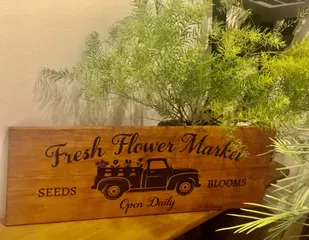 Fresh Flower Market
SEEDS BLOOMS
Open Daily